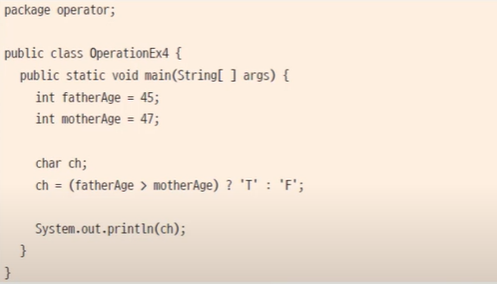 package operator;

public class OperationEx4 {
  public static void main(String[ ] args) {
    int fatherAge = 45;
    int motherAge = 47;

    char ch;
    ch = (fatherAge > motherAge) ? 'T' : 'F';

    System.out.println(ch);
  }
}